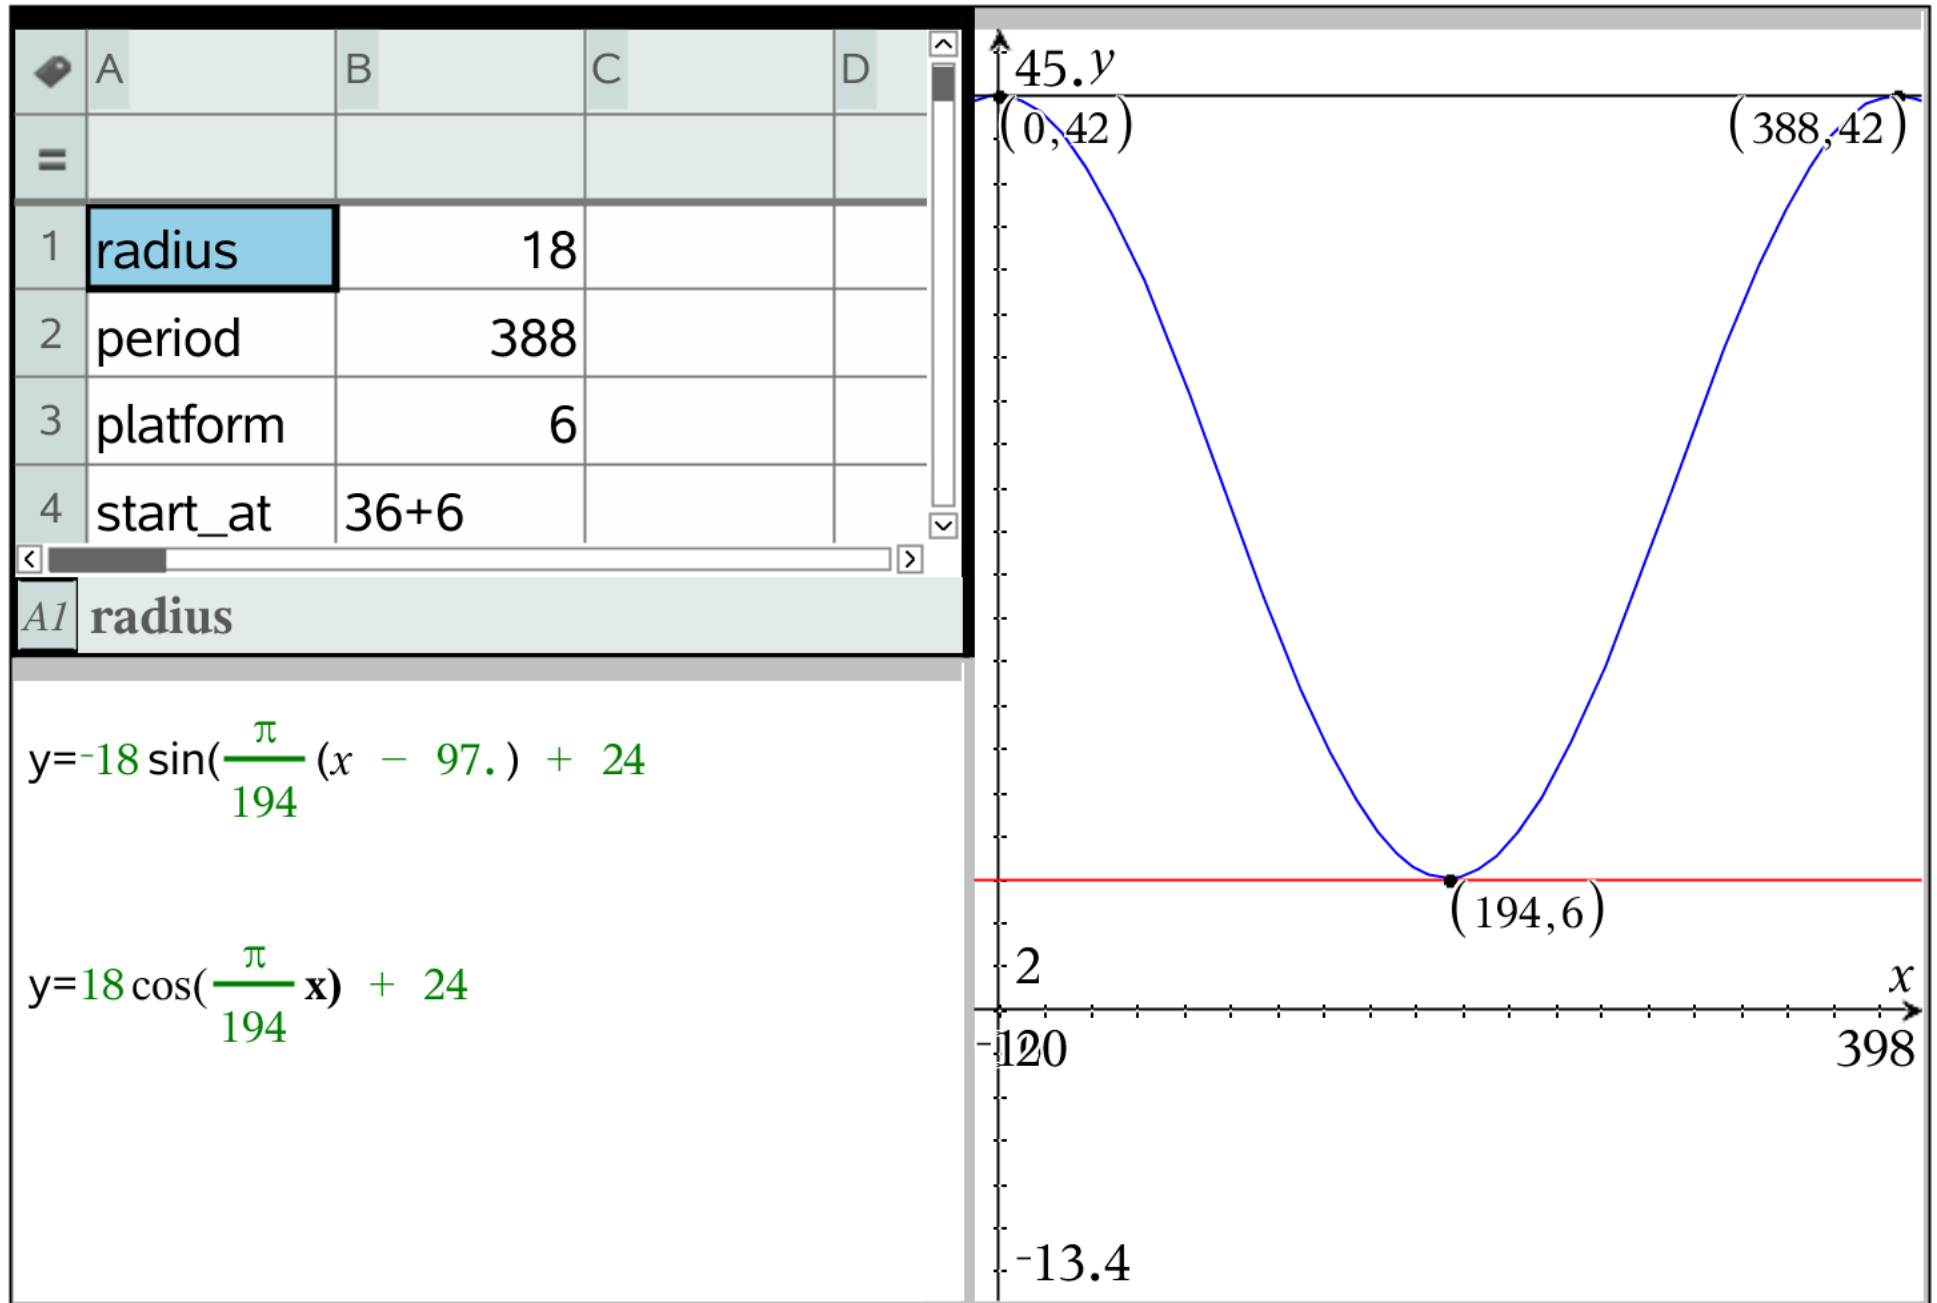 A B C D
=
1 radius 18
2 period 388
3 platform 6
4 start_at 36+6
A1 radius
y=-18 sin(π/194 (x - 97.) + 24
y=18 cos(π/194 x) + 24
45. y
(0,42) (388,42)
(194,6)
2
x
398
-13.4